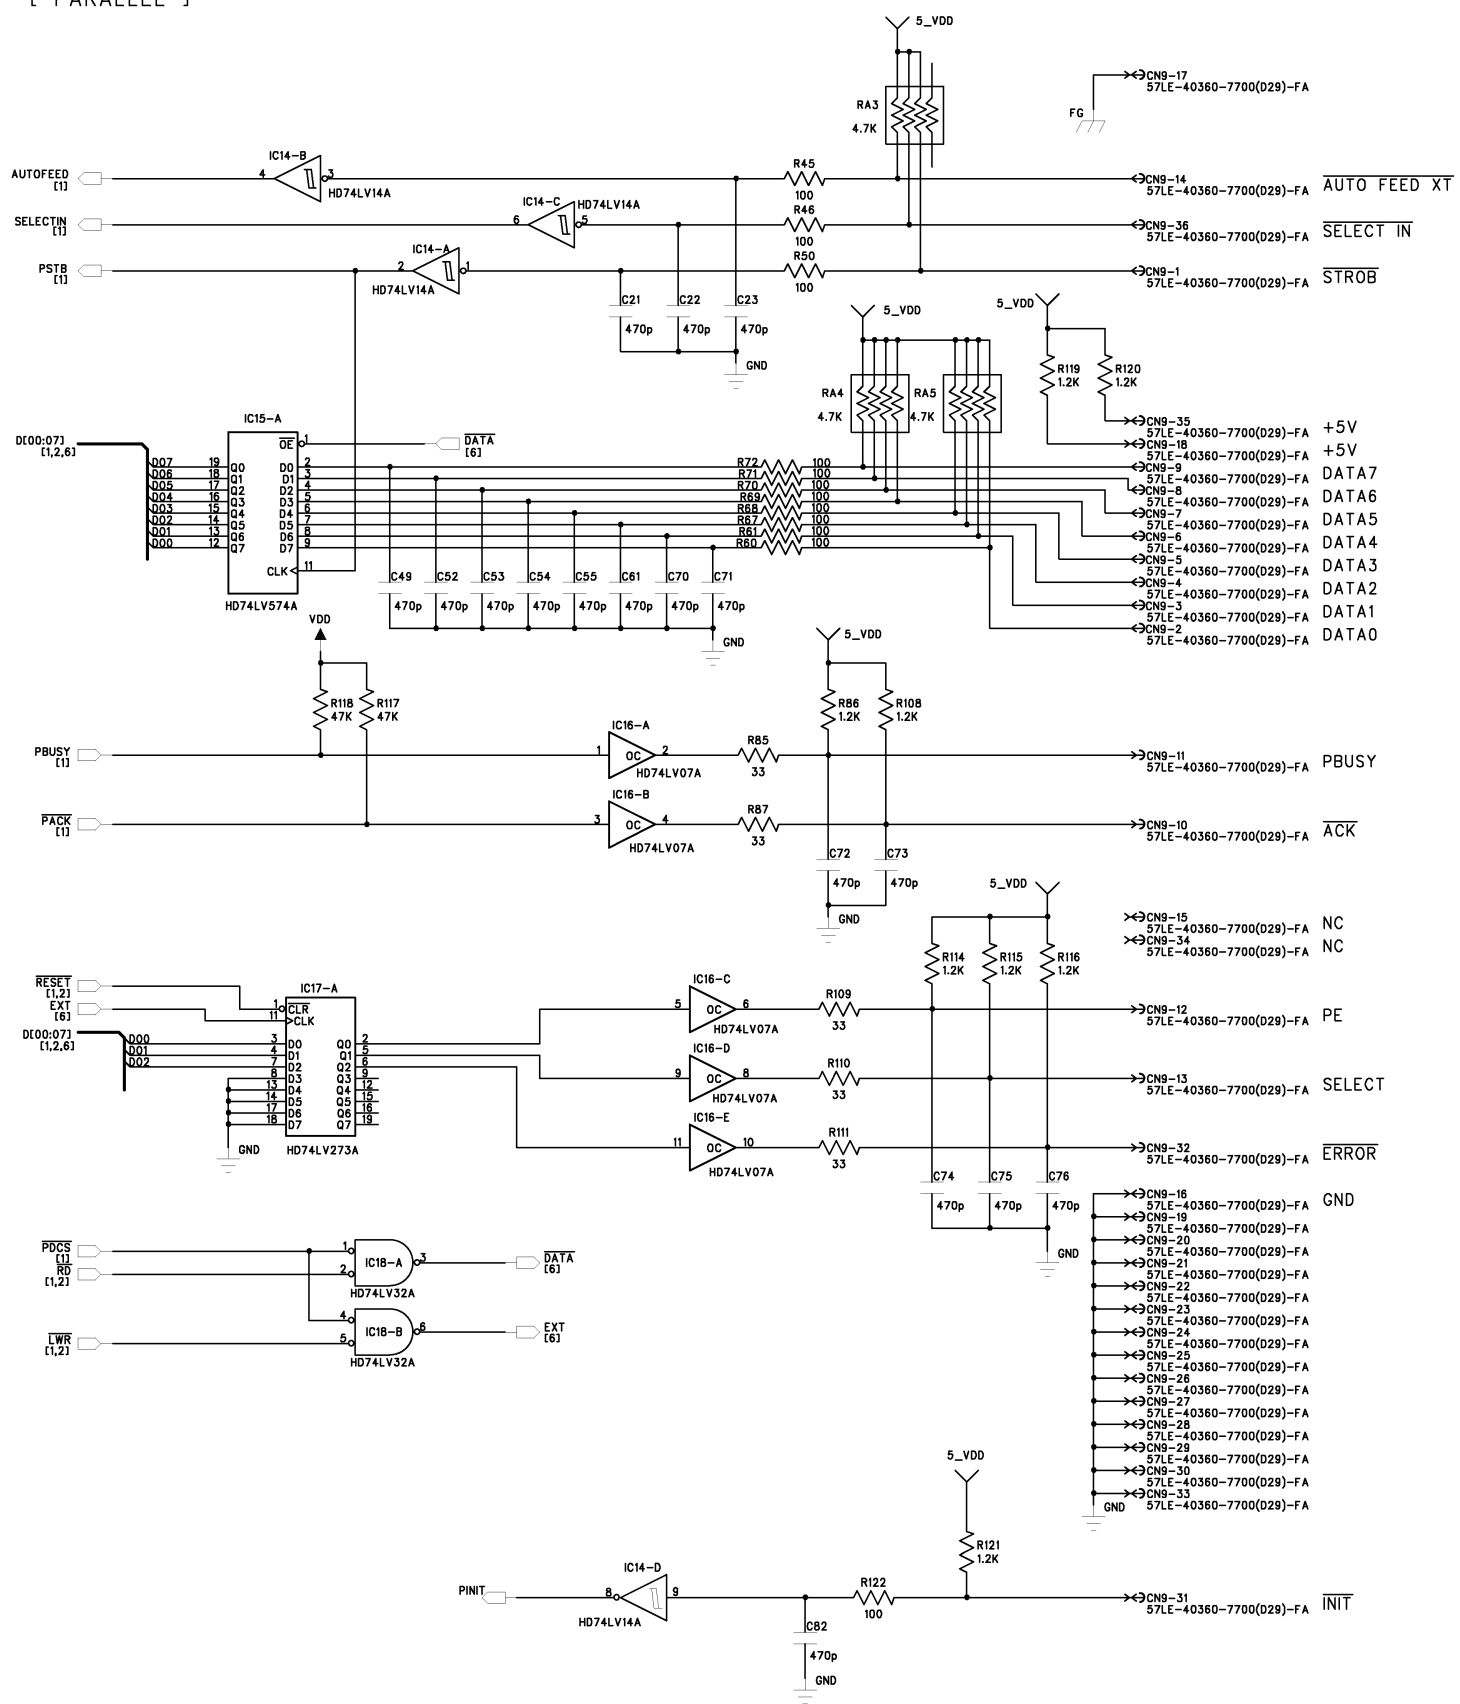 [ PARALLEL ]
5_VDD
CN9-17
57LE-40360-7700(D29)-FA
RA3
4.7K
FG
IC14-B
AUTOFEED
[1]
4
3
HD74LV14A
R45
100
CN9-14
57LE-40360-7700(D29)-FA
AUTO FEED XT
IC14-C
HD74LV14A
SELECTIN
[1]
6
5
R46
100
CN9-36
57LE-40360-7700(D29)-FA
SELECT IN
IC14-A
PSTB
[1]
2
1
HD74LV14A
R50
100
CN9-1
57LE-40360-7700(D29)-FA
STROB
C21
470p
C22
470p
C23
470p
GND
5_VDD
5_VDD
RA4
4.7K
RA5
4.7K
R119
1.2K
R120
1.2K
IC15-A
D[00:07]
[1,2,6]
OE
1
DATA
[6]
CN9-35
57LE-40360-7700(D29)-FA
+5V
CN9-18
57LE-40360-7700(D29)-FA
+5V
D07 19 Q0 D0 2 R72 100
D06 18 Q1 D1 3 R71 100
D05 17 Q2 D2 4 R70 100
D04 16 Q3 D3 5 R69 100
D03 15 Q4 D4 6 R68 100
D02 14 Q5 D5 7 R67 100
D01 13 Q6 D6 8 R61 100
D00 12 Q7 D7 9 R60 100
CLK 11
HD74LV574A
CN9-9
57LE-40360-7700(D29)-FA
DATA7
CN9-8
57LE-40360-7700(D29)-FA
DATA6
CN9-7
57LE-40360-7700(D29)-FA
DATA5
CN9-6
57LE-40360-7700(D29)-FA
DATA4
CN9-5
57LE-40360-7700(D29)-FA
DATA3
CN9-4
57LE-40360-7700(D29)-FA
DATA2
CN9-3
57LE-40360-7700(D29)-FA
DATA1
CN9-2
57LE-40360-7700(D29)-FA
DATA0
C49
470p
C52
470p
C53
470p
C54
470p
C55
470p
C61
470p
C70
470p
C71
470p
GND
VDD
R118
47K
R117
47K
5_VDD
R86
1.2K
R108
1.2K
PBUSY
[1]
IC16-A
1
OC
2
HD74LV07A
R85
33
CN9-11
57LE-40360-7700(D29)-FA
PBUSY
PACK
[1]
IC16-B
3
OC
4
HD74LV07A
R87
33
CN9-10
57LE-40360-7700(D29)-FA
ACK
C72
470p
C73
470p
GND
5_VDD
CN9-15
57LE-40360-7700(D29)-FA
NC
CN9-34
57LE-40360-7700(D29)-FA
NC
R114
1.2K
R115
1.2K
R116
1.2K
RESET
[1,2]
EXT
[6]
D[00:07]
[1,2,6]
IC17-A
1 CLR
11 CLK
D00 3 D0 Q0 2
D01 4 D1 Q1 5
D02 7 D2 Q2 6
8 D3 Q3 9
13 D4 Q4 12
14 D5 Q5 15
17 D6 Q6 16
18 D7 Q7 19
GND
HD74LV273A
IC16-C
5
OC
6
HD74LV07A
R109
33
CN9-12
57LE-40360-7700(D29)-FA
PE
IC16-D
9
OC
8
HD74LV07A
R110
33
CN9-13
57LE-40360-7700(D29)-FA
SELECT
IC16-E
11
OC
10
HD74LV07A
R111
33
CN9-32
57LE-40360-7700(D29)-FA
ERROR
C74
470p
C75
470p
C76
470p
GND
CN9-16
57LE-40360-7700(D29)-FA
GND
CN9-19
57LE-40360-7700(D29)-FA
CN9-20
57LE-40360-7700(D29)-FA
CN9-21
57LE-40360-7700(D29)-FA
CN9-22
57LE-40360-7700(D29)-FA
CN9-23
57LE-40360-7700(D29)-FA
CN9-24
57LE-40360-7700(D29)-FA
CN9-25
57LE-40360-7700(D29)-FA
CN9-26
57LE-40360-7700(D29)-FA
CN9-27
57LE-40360-7700(D29)-FA
CN9-28
57LE-40360-7700(D29)-FA
CN9-29
57LE-40360-7700(D29)-FA
CN9-30
57LE-40360-7700(D29)-FA
CN9-33
57LE-40360-7700(D29)-FA
GND
PDCS
[1]
RD
[1,2]
1
2
IC18-A
3
HD74LV32A
DATA
[6]
LWR
[1,2]
4
5
IC18-B
6
HD74LV32A
EXT
[6]
5_VDD
R121
1.2K
PINIT
IC14-D
8
9
HD74LV14A
R122
100
CN9-31
57LE-40360-7700(D29)-FA
INIT
C82
470p
GND